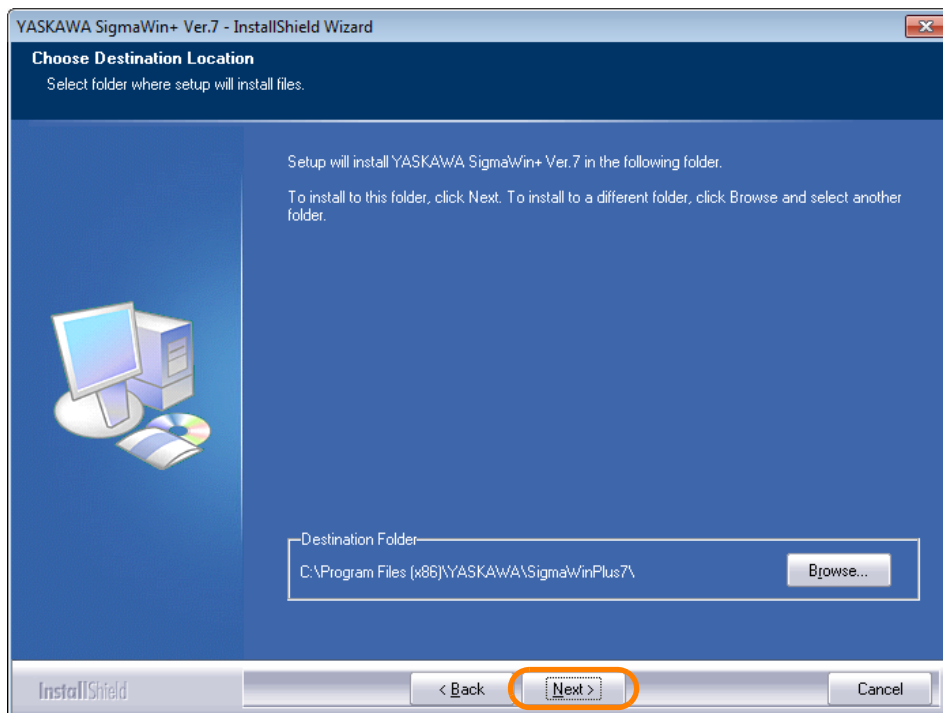 YASKAWA SigmaWin+ Ver.7 - InstallShield Wizard
Choose Destination Location
Select folder where setup will install files.
Setup will install YASKAWA SigmaWin+ Ver.7 in the following folder.
To install to this folder, click Next. To install to a different folder, click Browse and select another
folder.
Destination Folder
C:\Program Files (x86)\YASKAWA\SigmaWinPlus7\
Browse...
InstallShield
< Back
Next >
Cancel